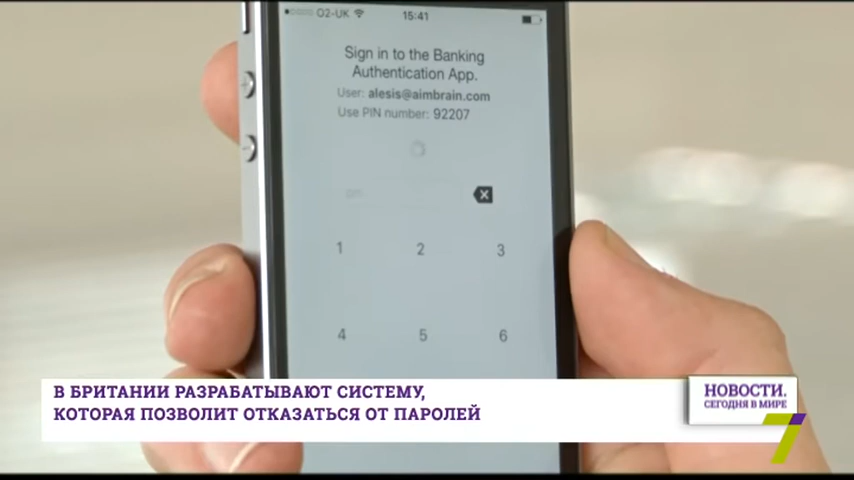 O2-UK 15:41
Sign in to the Banking
Authentication App.
User: alesis@aimbrain.com
Use PIN number: 92207
1 2 3
4 5 6
В БРИТАНИИ РАЗРАБАТЫВАЮТ СИСТЕМУ,
КОТОРАЯ ПОЗВОЛИТ ОТКАЗАТЬСЯ ОТ ПАРОЛЕЙ
НОВОСТИ.
СЕГОДНЯ В МИРЕ
7